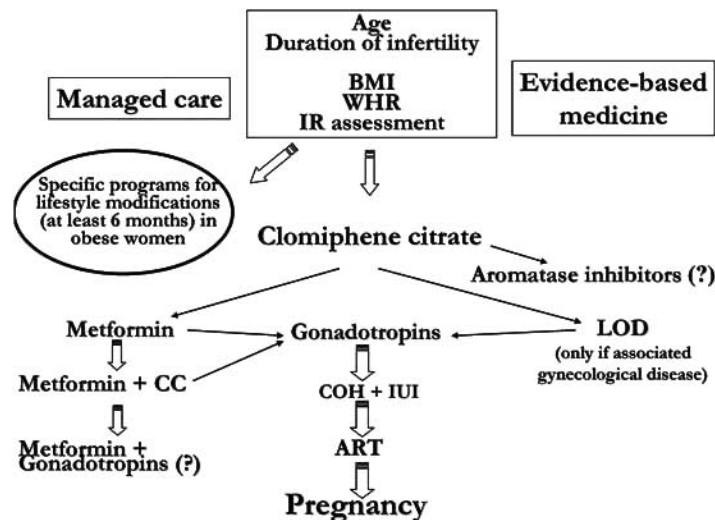 Age
Duration of infertility
BMI
WHR
IR assessment
Managed care
Evidence-based
medicine
Specific programs for
lifestyle modifications
(at least 6 months) in
obese women
Clomiphene citrate
Aromatase inhibitors (?)
Metformin
Gonadotropins
LOD
(only if associated
gynecological disease)
Metformin + CC
COH + IUI
Metformin +
Gonadotropins (?)
ART
Pregnancy